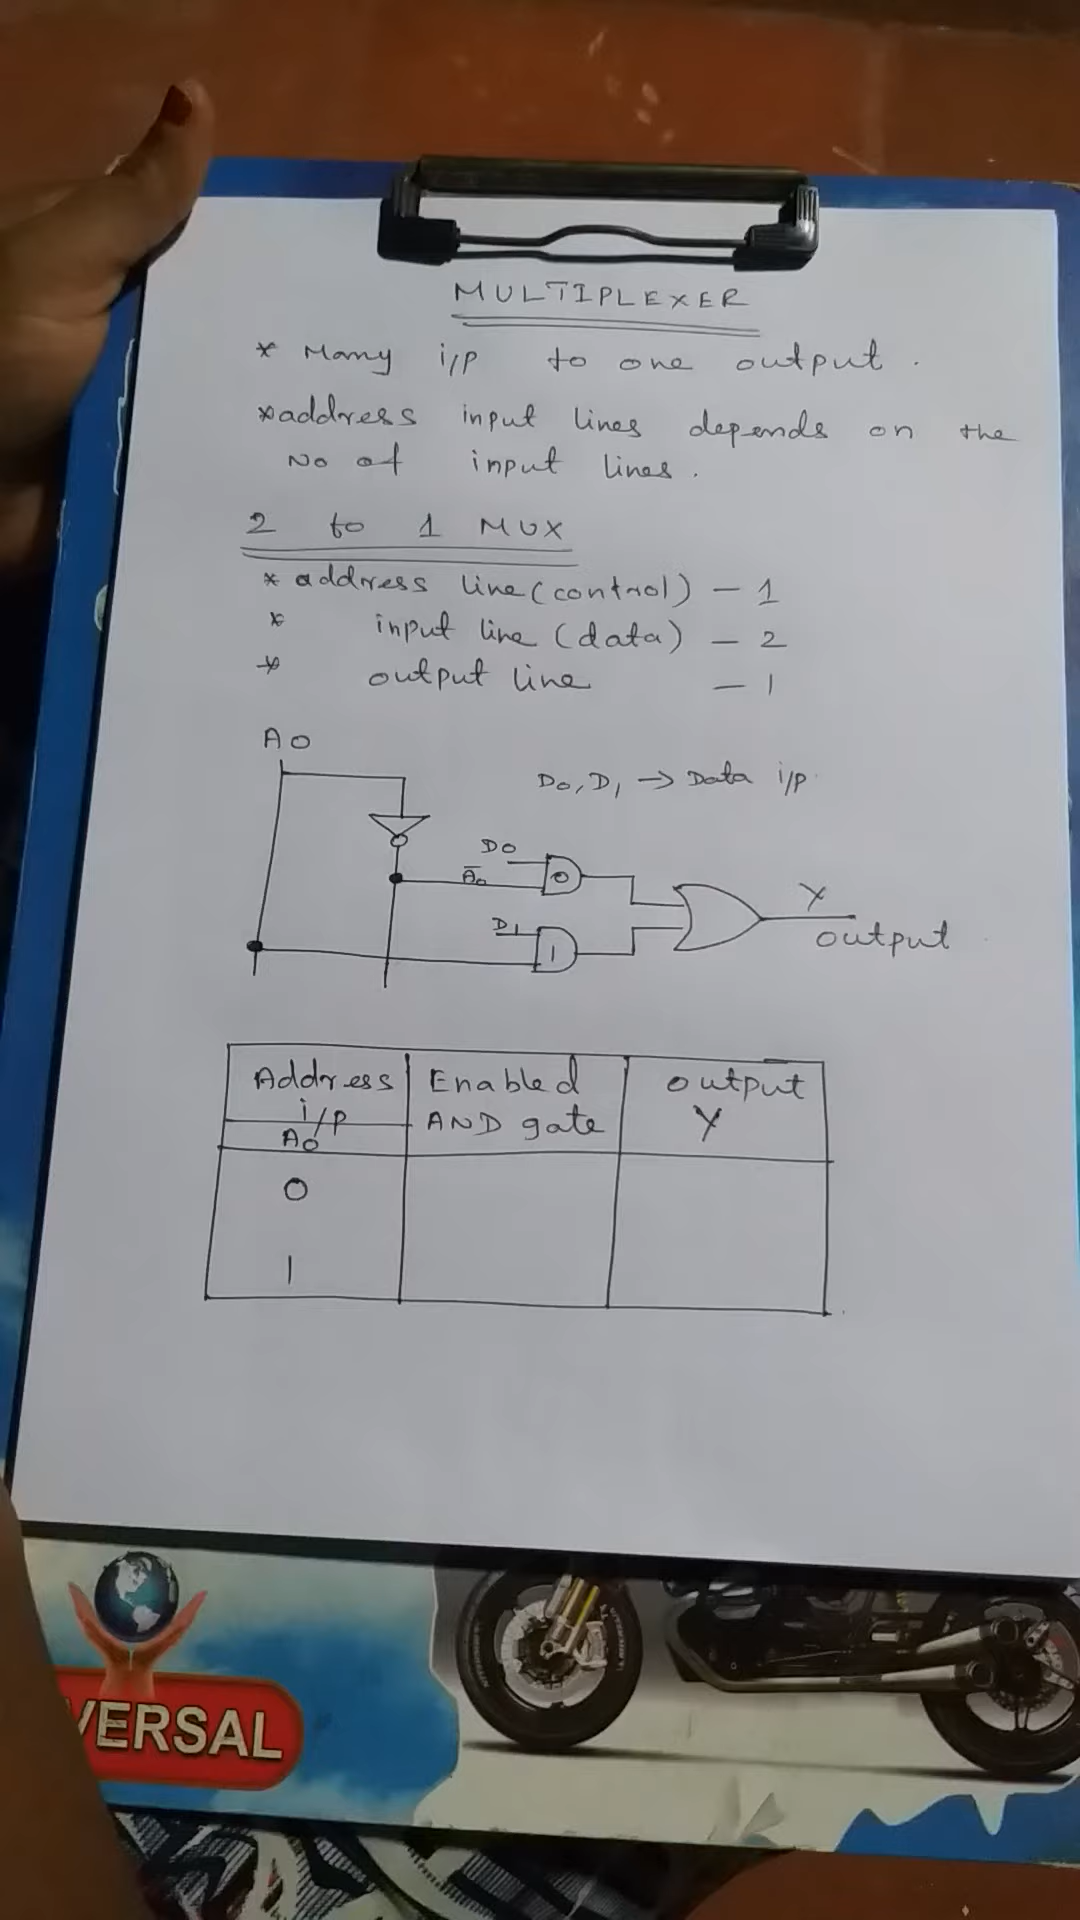 MULTIPLEXER
* Many i/p to one output.
* address input lines depends on the
No of input lines.
2 to 1 MUX
* address line (control) - 1
* input line (data) - 2
* output line - 1
A0
D0, D1 → Data i/p.
D0
A̅0
0
D1
1
Y
output
Address i/p
Enabled AND gate
output Y
A0
0
1
VERSAL